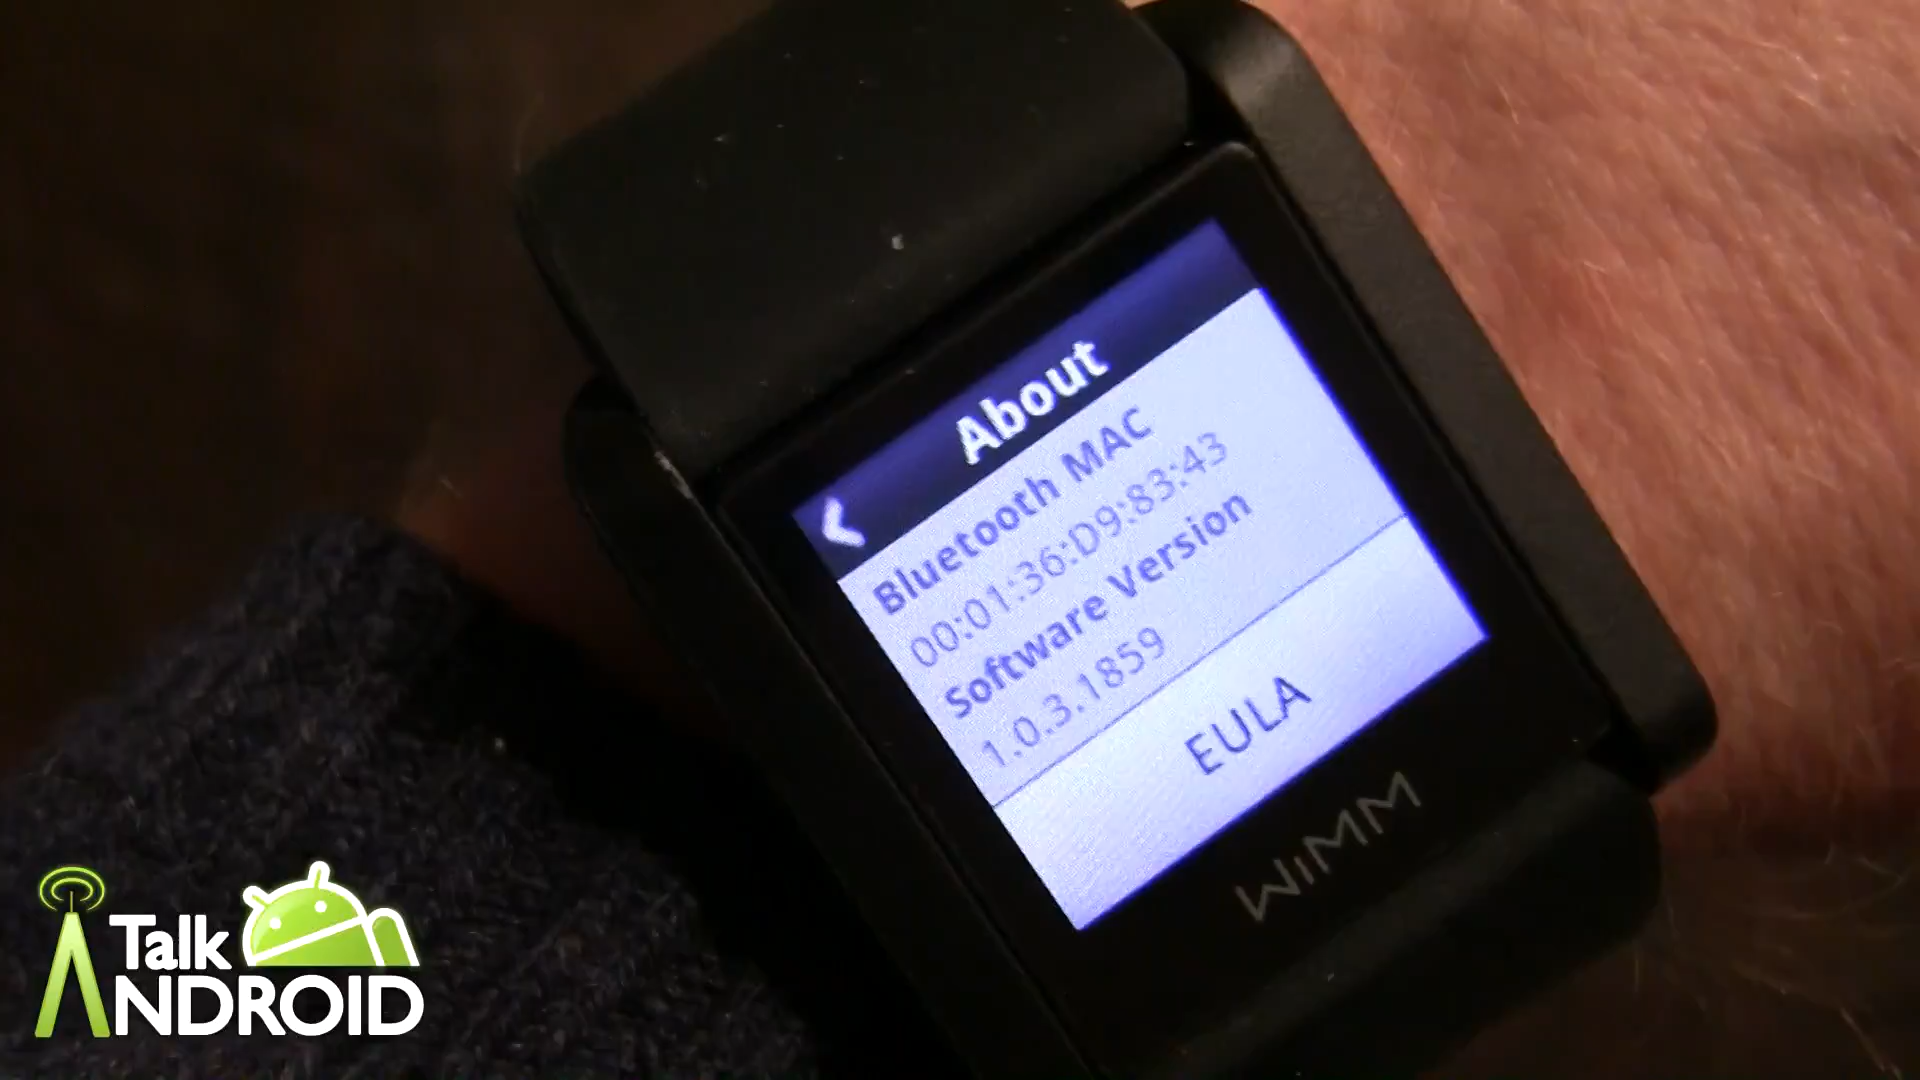 About
Bluetooth MAC
00:01:36:D9:83:43
Software Version
1.0.3.1859
EULA
WIMM
Talk
ANDROID